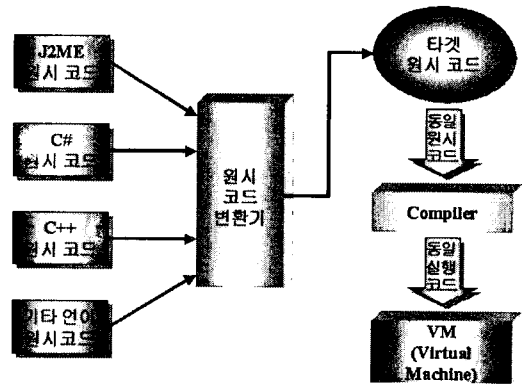 J2ME
원시 코드
C#
원시 코드
C++
원시 코드
기타 언어
원시코드
원시
코드
변환기
타겟
원시 코드
동일
원시
코드
Compiler
동일
실행
코드
VM
(Virtual
Machine)